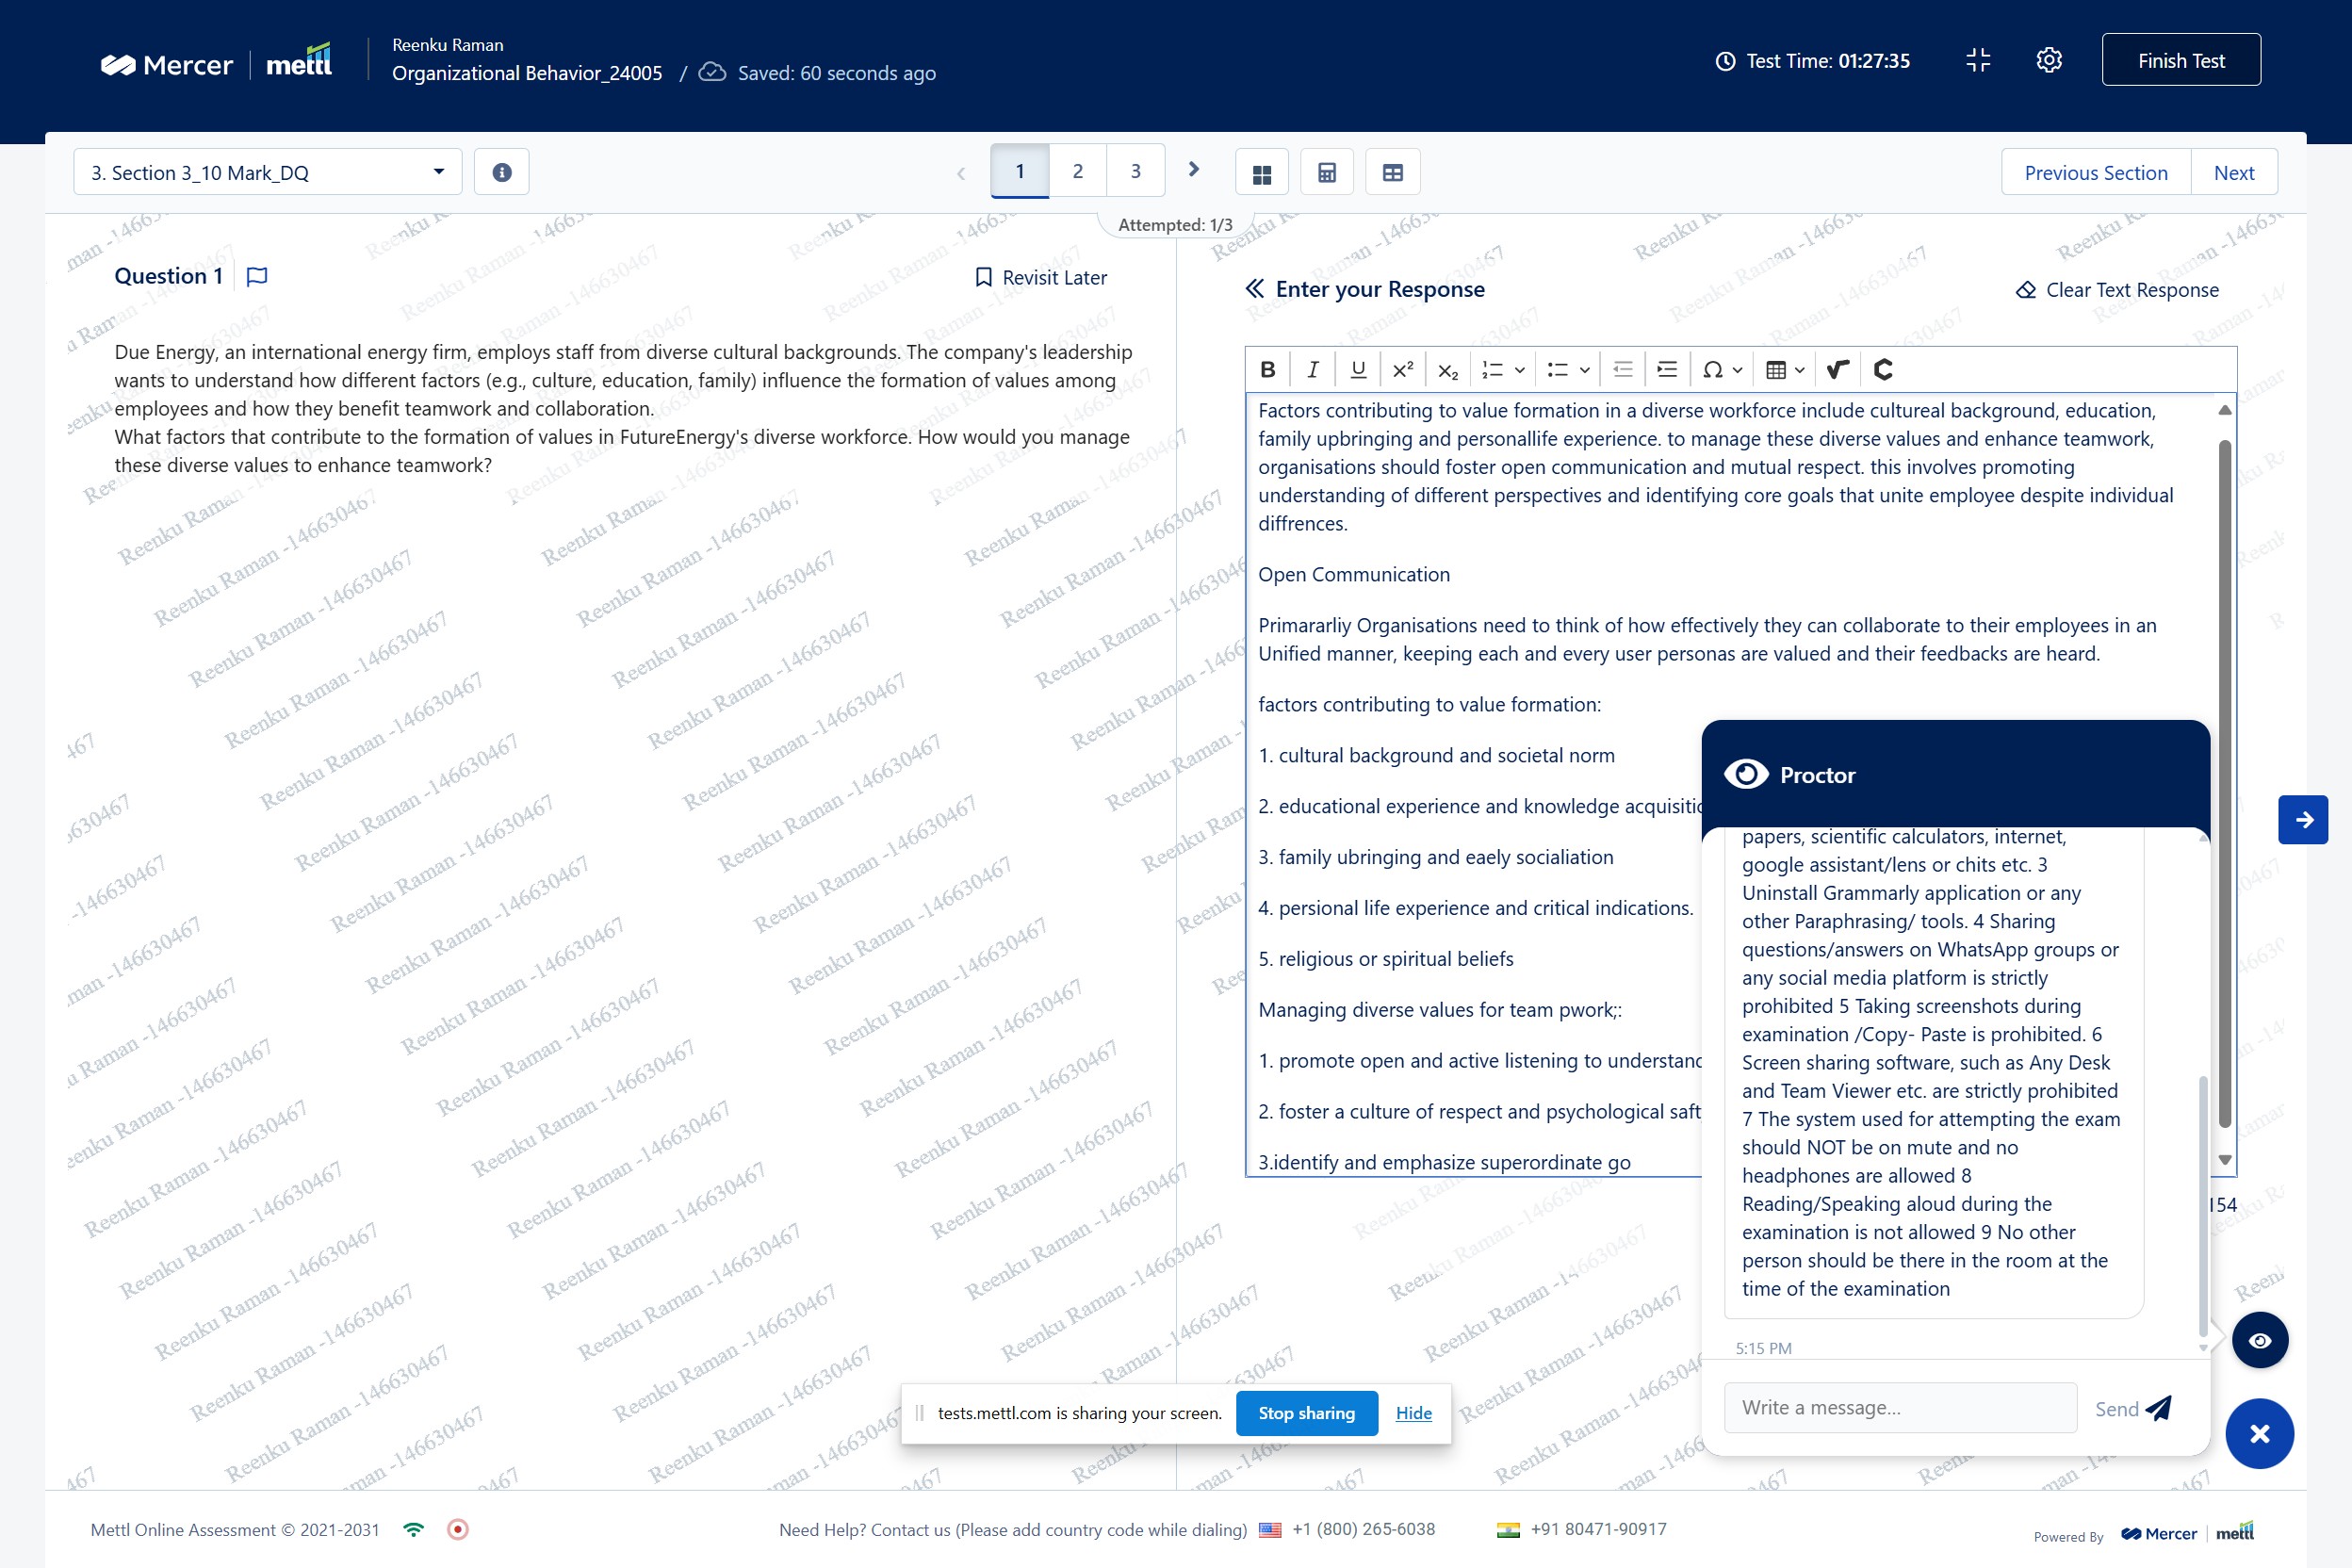 Mercer | mettl
Reenku Raman
Organizational Behavior_24005 / Saved: 60 seconds ago
Test Time: 01:27:35
Finish Test
3. Section 3_10 Mark_DQ
1 2 3
Previous Section
Next
Attempted: 1/3
Question 1
Revisit Later
Due Energy, an international energy firm, employs staff from diverse cultural backgrounds. The company's leadership
wants to understand how different factors (e.g., culture, education, family) influence the formation of values among
employees and how they benefit teamwork and collaboration.
What factors that contribute to the formation of values in FutureEnergy's diverse workforce. How would you manage
these diverse values to enhance teamwork?
Enter your Response
Clear Text Response
B I U x² x₂
Factors contributing to value formation in a diverse workforce include cultureal background, education,
family upbringing and personallife experience. to manage these diverse values and enhance teamwork,
organisations should foster open communication and mutual respect. this involves promoting
understanding of different perspectives and identifying core goals that unite employee despite individual
diffrences.
Open Communication
Primararliy Organisations need to think of how effectively they can collaborate to their employees in an
Unified manner, keeping each and every user personas are valued and their feedbacks are heard.
factors contributing to value formation:
1. cultural background and societal norm
2. educational experience and knowledge acquisitio
3. family ubringing and eaely socialiation
4. persional life experience and critical indications.
5. religious or spiritual beliefs
Managing diverse values for team pwork;:
1. promote open and active listening to understand
2. foster a culture of respect and psychological saft
3.identify and emphasize superordinate go
154
Proctor
papers, scientific calculators, internet,
google assistant/lens or chits etc. 3
Uninstall Grammarly application or any
other Paraphrasing/ tools. 4 Sharing
questions/answers on WhatsApp groups or
any social media platform is strictly
prohibited 5 Taking screenshots during
examination /Copy- Paste is prohibited. 6
Screen sharing software, such as Any Desk
and Team Viewer etc. are strictly prohibited
7 The system used for attempting the exam
should NOT be on mute and no
headphones are allowed 8
Reading/Speaking aloud during the
examination is not allowed 9 No other
person should be there in the room at the
time of the examination
5:15 PM
Write a message...
Send
tests.mettl.com is sharing your screen.
Stop sharing
Hide
Reenku Raman -146630467
Mettl Online Assessment © 2021-2031
Need Help? Contact us (Please add country code while dialing) +1 (800) 265-6038 +91 80471-90917
Powered By Mercer | mettl